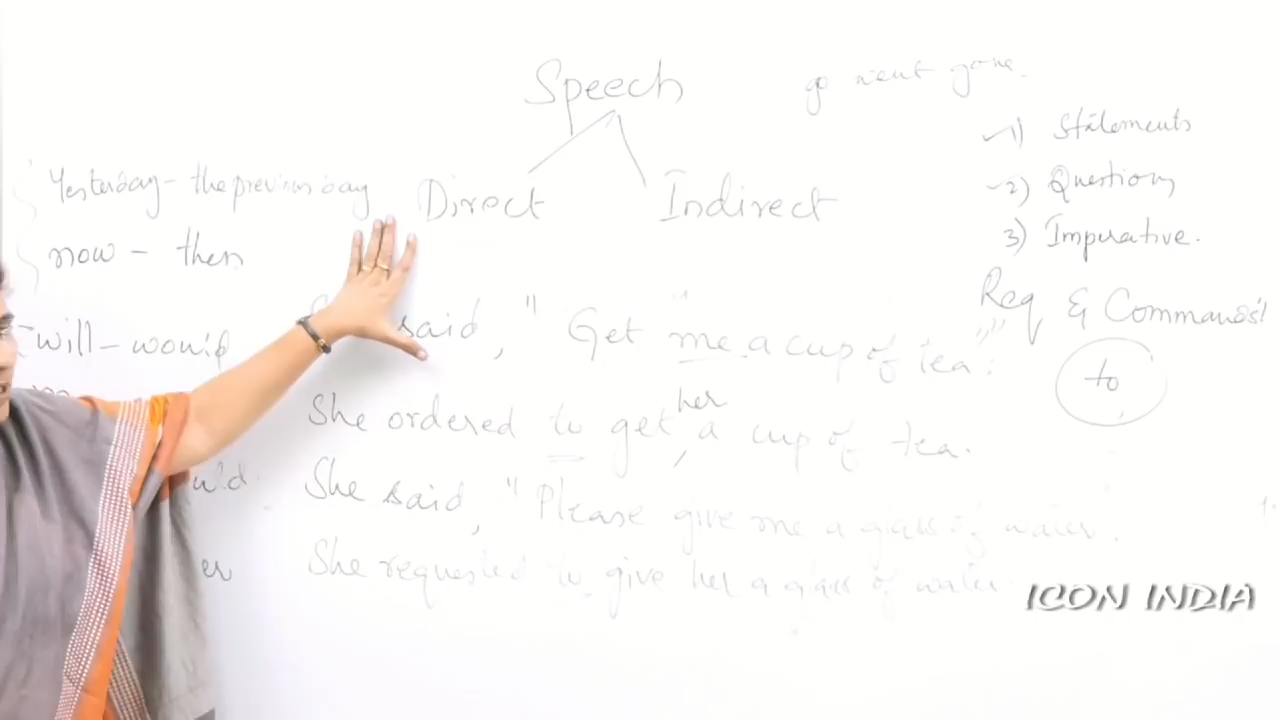 Speech
go went gone.
Direct
Indirect
Yesterday - the previous day
now - then
will - would
er
said, " Get me a cup of tea."
She ordered to get her a cup of tea.
She said, " Please give me a glass of water.
She requested to give her a glass of water.
1) Statements
2) Questions
3) Imperative.
Req & Commands
to
ICON INDIA